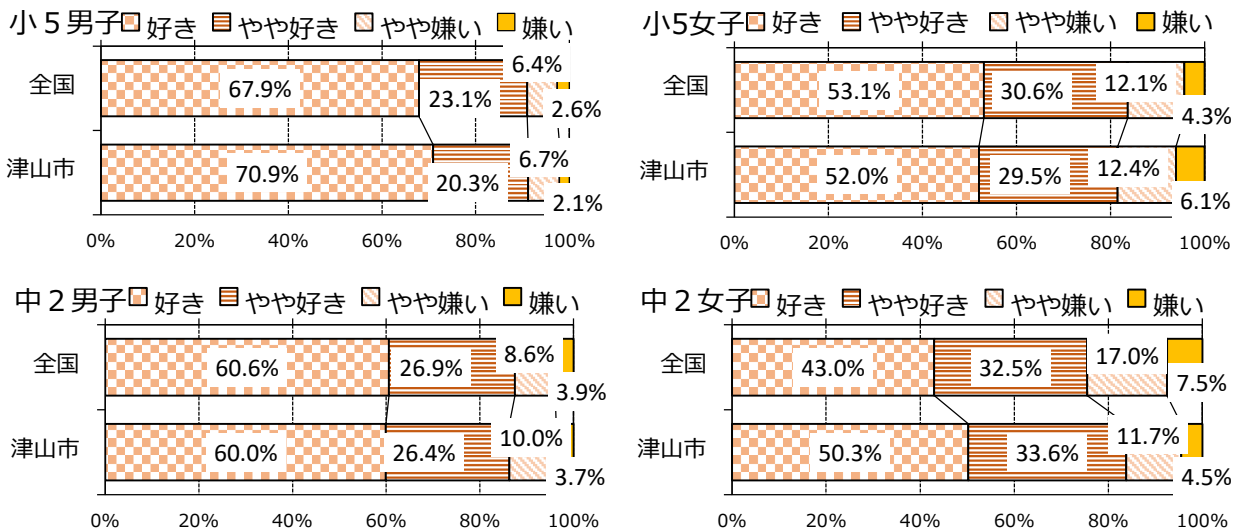 小５男子 好き やや好き やや嫌い 嫌い
全国 67.9% 23.1% 6.4% 2.6%
津山市 70.9% 20.3% 6.7% 2.1%
0% 20% 40% 60% 80% 100%
小5女子 好き やや好き やや嫌い 嫌い
全国 53.1% 30.6% 12.1% 4.3%
津山市 52.0% 29.5% 12.4% 6.1%
0% 20% 40% 60% 80% 100%
中２男子 好き やや好き やや嫌い 嫌い
全国 60.6% 26.9% 8.6% 3.9%
津山市 60.0% 26.4% 10.0% 3.7%
0% 20% 40% 60% 80% 100%
中２女子 好き やや好き やや嫌い 嫌い
全国 43.0% 32.5% 17.0% 7.5%
津山市 50.3% 33.6% 11.7% 4.5%
0% 20% 40% 60% 80% 100%